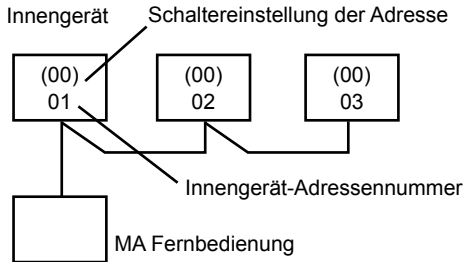 Innengerät Schaltereinstellung der Adresse
(00) (00) (00)
01 02 03
Innengerät-Adressennummer
MA Fernbedienung